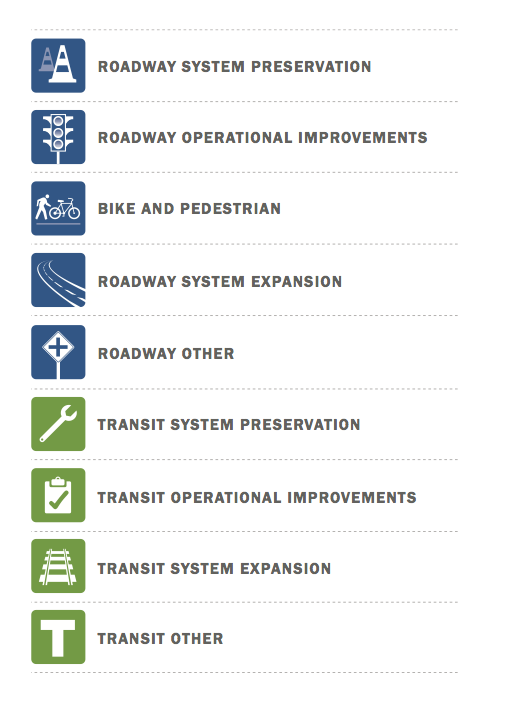 ROADWAY SYSTEM PRESERVATION
ROADWAY OPERATIONAL IMPROVEMENTS
BIKE AND PEDESTRIAN
ROADWAY SYSTEM EXPANSION
ROADWAY OTHER
TRANSIT SYSTEM PRESERVATION
TRANSIT OPERATIONAL IMPROVEMENTS
TRANSIT SYSTEM EXPANSION
T
TRANSIT OTHER